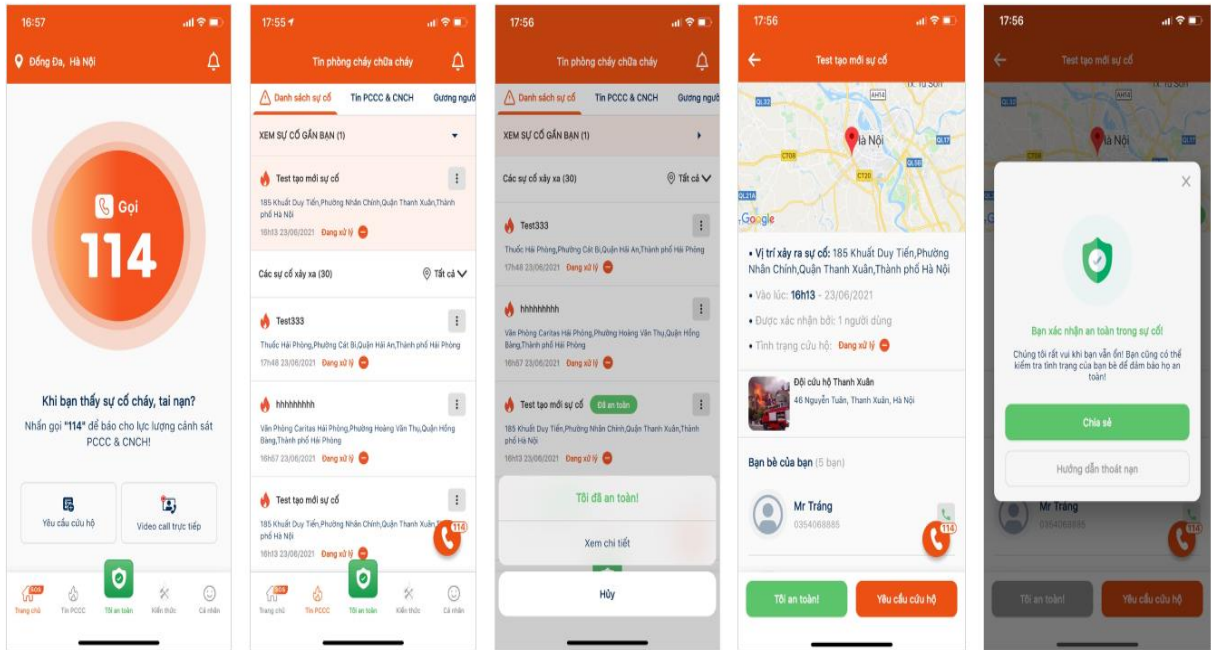 16:57
Đống Đa, Hà Nội
Gọi
114
Khi bạn thấy sự cố cháy, tai nạn?
Nhấn gọi "114" để báo cho lực lượng cảnh sát
PCCC & CNCH!
Yêu cầu cứu hộ
Video call trực tiếp
SOS
Trang chủ
Tin PCCC
Tôi an toàn
Kiến thức
Cá nhân
17:55
Tin phòng cháy chữa cháy
Danh sách sự cố
Tin PCCC & CNCH
Gương ngườ
XEM SỰ CỐ GẦN BẠN (1)
Test tạo mới sự cố
185 Khuất Duy Tiến,Phường Nhân Chính,Quận Thanh Xuân,Thành
phố Hà Nội
16h13 23/06/2021 Đang xử lý
Các sự cố xảy xa (30)
Tất cả
Test333
Thuốc Hải Phòng,Phường Cát Bi,Quận Hải An,Thành phố Hải Phòng
17h48 23/06/2021 Đang xử lý
hhhhhhhhh
Văn Phòng Caritas Hải Phòng,Phường Hoàng Văn Thụ,Quận Hồng
Bàng,Thành phố Hải Phòng
16h57 23/06/2021 Đang xử lý
Test tạo mới sự cố
185 Khuất Duy Tiến,Phường Nhân Chính,Quận Thanh Xuân
phố Hà Nội
16h13 23/06/2021 Đang xử lý
114
SOS
Trang chủ
Tin PCCC
Tôi an toàn
Kiến thức
Cá nhân
17:56
Tin phòng cháy chữa cháy
Danh sách sự cố
Tin PCCC & CNCH
Gương ngườ
XEM SỰ CỐ GẦN BẠN (1)
Các sự cố xảy xa (30)
Tất cả
Test333
Thuốc Hải Phòng,Phường Cát Bi,Quận Hải An,Thành phố Hải Phòng
17h48 23/06/2021 Đang xử lý
hhhhhhhhh
Văn Phòng Caritas Hải Phòng,Phường Hoàng Văn Thụ,Quận Hồng
Bàng,Thành phố Hải Phòng
16h57 23/06/2021 Đang xử lý
Test tạo mới sự cố Đã an toàn
185 Khuất Duy Tiến,Phường Nhân Chính,Quận Thanh Xuân,Thành
phố Hà Nội
16h13 23/06/2021 Đang xử lý
Tôi đã an toàn!
Xem chi tiết
Hủy
17:56
Test tạo mới sự cố
QL32
AH14
TX. Từ Sơn
Hà Nội
QL17
CT08
CT20
QL5B
QL21A
Google
Vị trí xảy ra sự cố: 185 Khuất Duy Tiến,Phường
Nhân Chính,Quận Thanh Xuân,Thành phố Hà Nội
Vào lúc: 16h13 - 23/06/2021
Được xác nhận bởi: 1 người dùng
Tình trạng cứu hộ: Đang xử lý
Đội cứu hộ Thanh Xuân
46 Nguyễn Tuân, Thanh Xuân, Hà Nội
Bạn bè của bạn (5 bạn)
Mr Tráng
0354068885
114
Tôi an toàn!
Yêu cầu cứu hộ
17:56
Test tạo mới sự cố
QL32
AH14
Hà Nội
Bạn xác nhận an toàn trong sự cố!
Chúng tôi rất vui khi bạn vẫn ổn! Bạn cũng có thể
kiểm tra tình trạng của bạn bè để đảm bảo họ an
toàn!
Chia sẻ
Hướng dẫn thoát nạn
Mr Tráng
0354068885
114
Tôi an toàn!
Yêu cầu cứu hộ